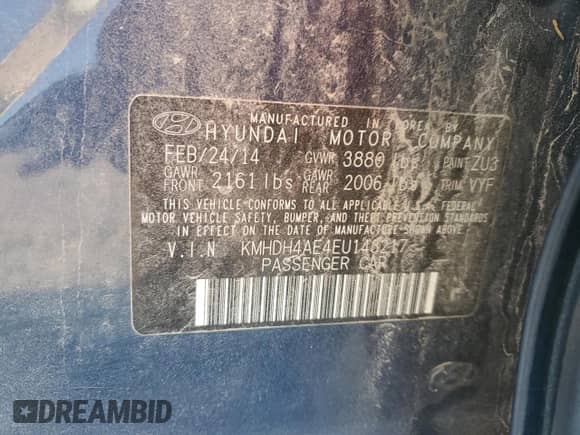 MANUFACTURED IN KOREA BY
HYUNDAI MOTOR COMPANY
FEB/24/14 GVWR 3880 lbs PAINT ZU3
GAWR FRONT 2161 lbs GAWR REAR 2006 lbs TRIM VYF
THIS VEHICLE CONFORMS TO ALL APPLICABLE U.S.A. FEDERAL
MOTOR VEHICLE SAFETY, BUMPER, AND THEFT PREVENTION STANDARDS
IN EFFECT ON THE DATE OF MANUFACTURE SHOWN ABOVE
V.I.N
PASSENGER CAR
DREAMBID